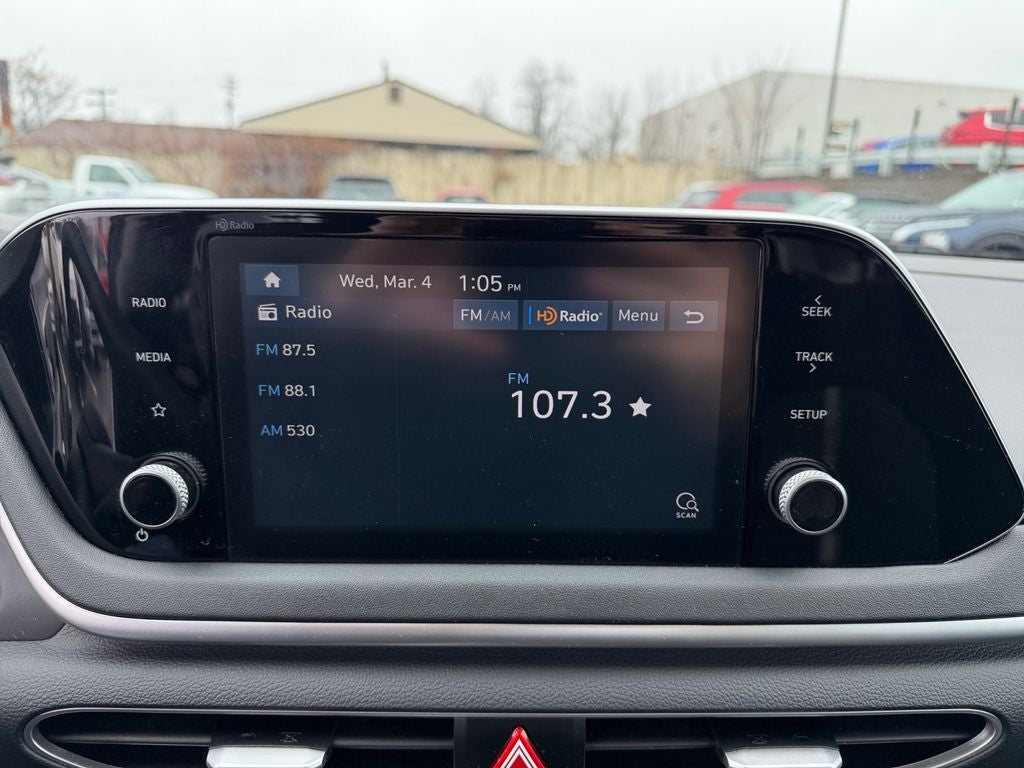 HD Radio
Wed, Mar. 4 1:05 PM
Radio FM/AM HD Radio Menu
FM 87.5
FM 88.1
AM 530
FM
107.3
SCAN
RADIO
MEDIA
SEEK
TRACK
SETUP